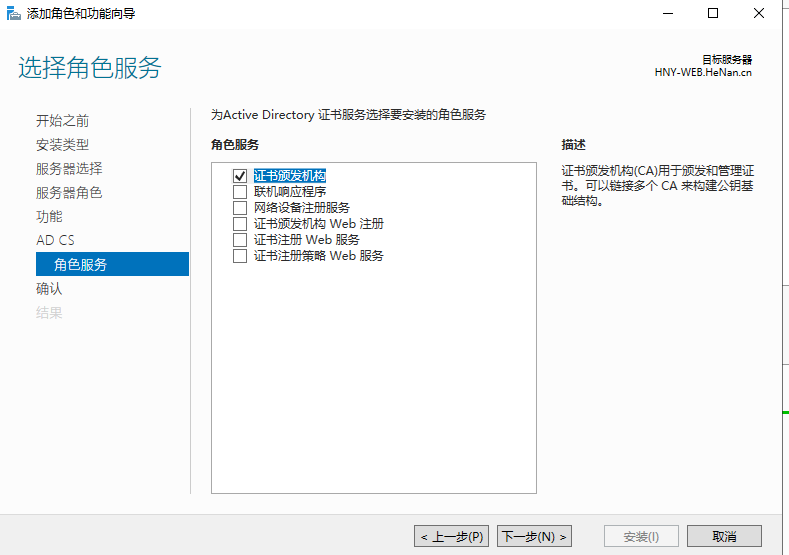 添加角色和功能向导
选择角色服务
目标服务器
HNY-WEB.HeNan.cn
开始之前
安装类型
服务器选择
服务器角色
功能
AD CS
角色服务
确认
结果
为Active Directory 证书服务选择要安装的角色服务
角色服务
证书颁发机构
联机响应程序
网络设备注册服务
证书颁发机构 Web 注册
证书注册 Web 服务
证书注册策略 Web 服务
描述
证书颁发机构(CA)用于颁发和管理证
书。可以链接多个 CA 来构建公钥基
础结构。
< 上一步(P)
下一步(N) >
安装(I)
取消